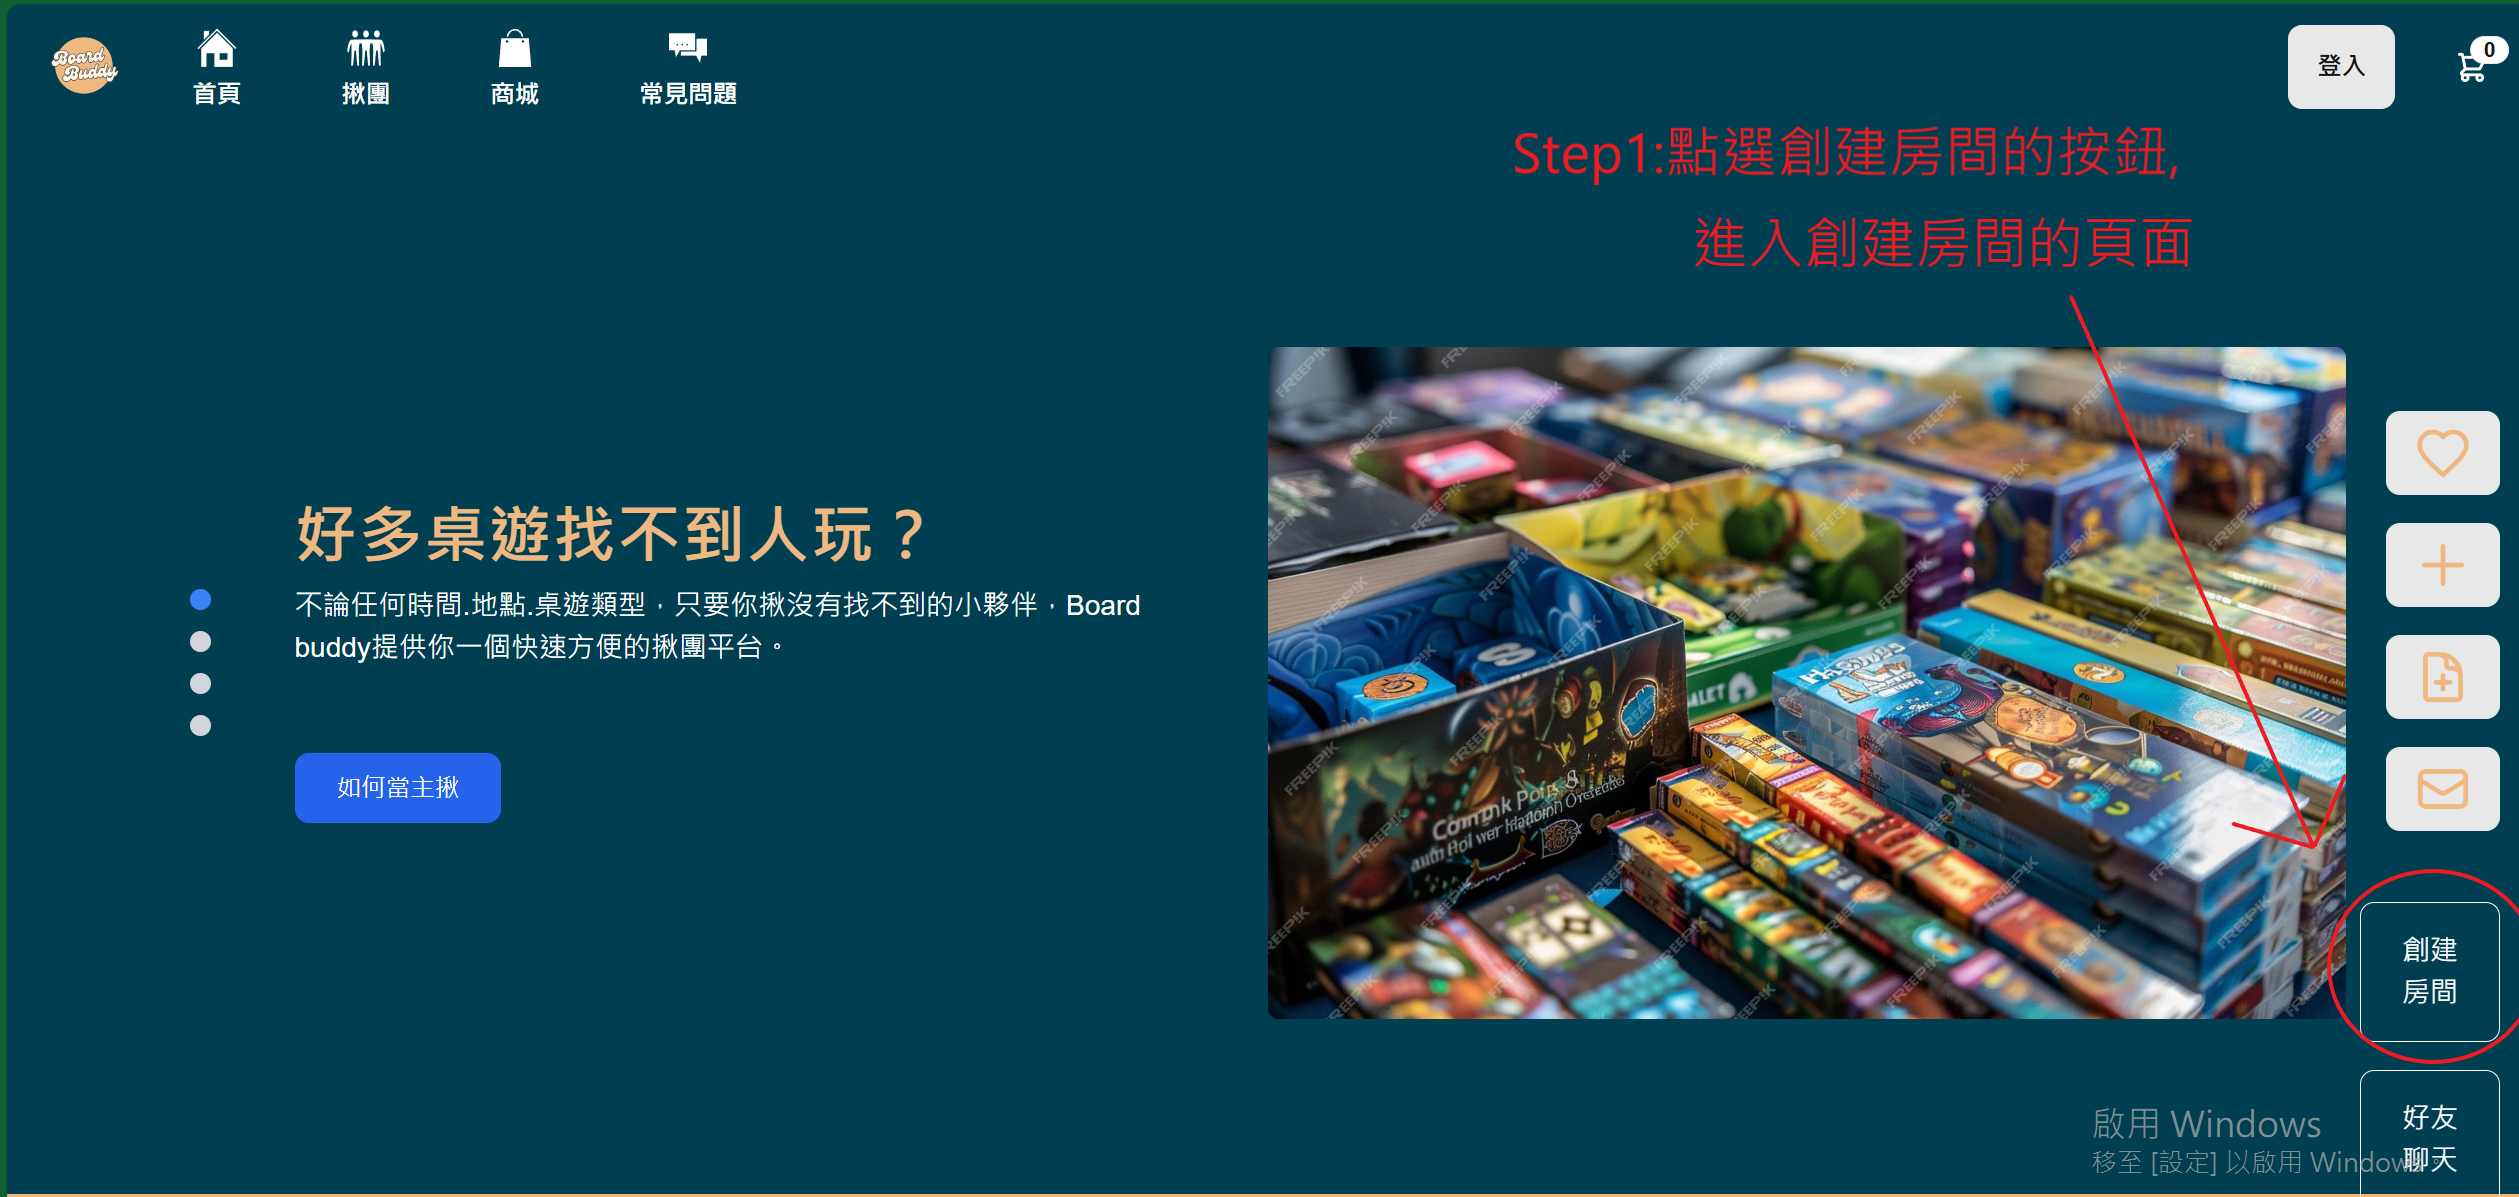 Board
Buddy
首頁
揪團
商城
常見問題
登入
0
Step1:點選創建房間的按鈕,
進入創建房間的頁面
好多桌遊找不到人玩？
不論任何時間.地點.桌遊類型，只要你揪沒有找不到的小夥伴，Board
buddy提供你一個快速方便的揪團平台。
如何當主揪
創建
房間
好友
聊天
啟用 Windows
移至 [設定] 以啟用 Windows。